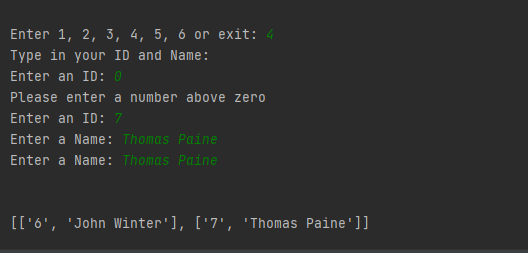 Enter 1, 2, 3, 4, 5, 6 or exit: 4
Type in your ID and Name:
Enter an ID: 0
Please enter a number above zero
Enter an ID: 7
Enter a Name: Thomas Paine
Enter a Name: Thomas Paine
[['6', 'John Winter'], ['7', 'Thomas Paine']]